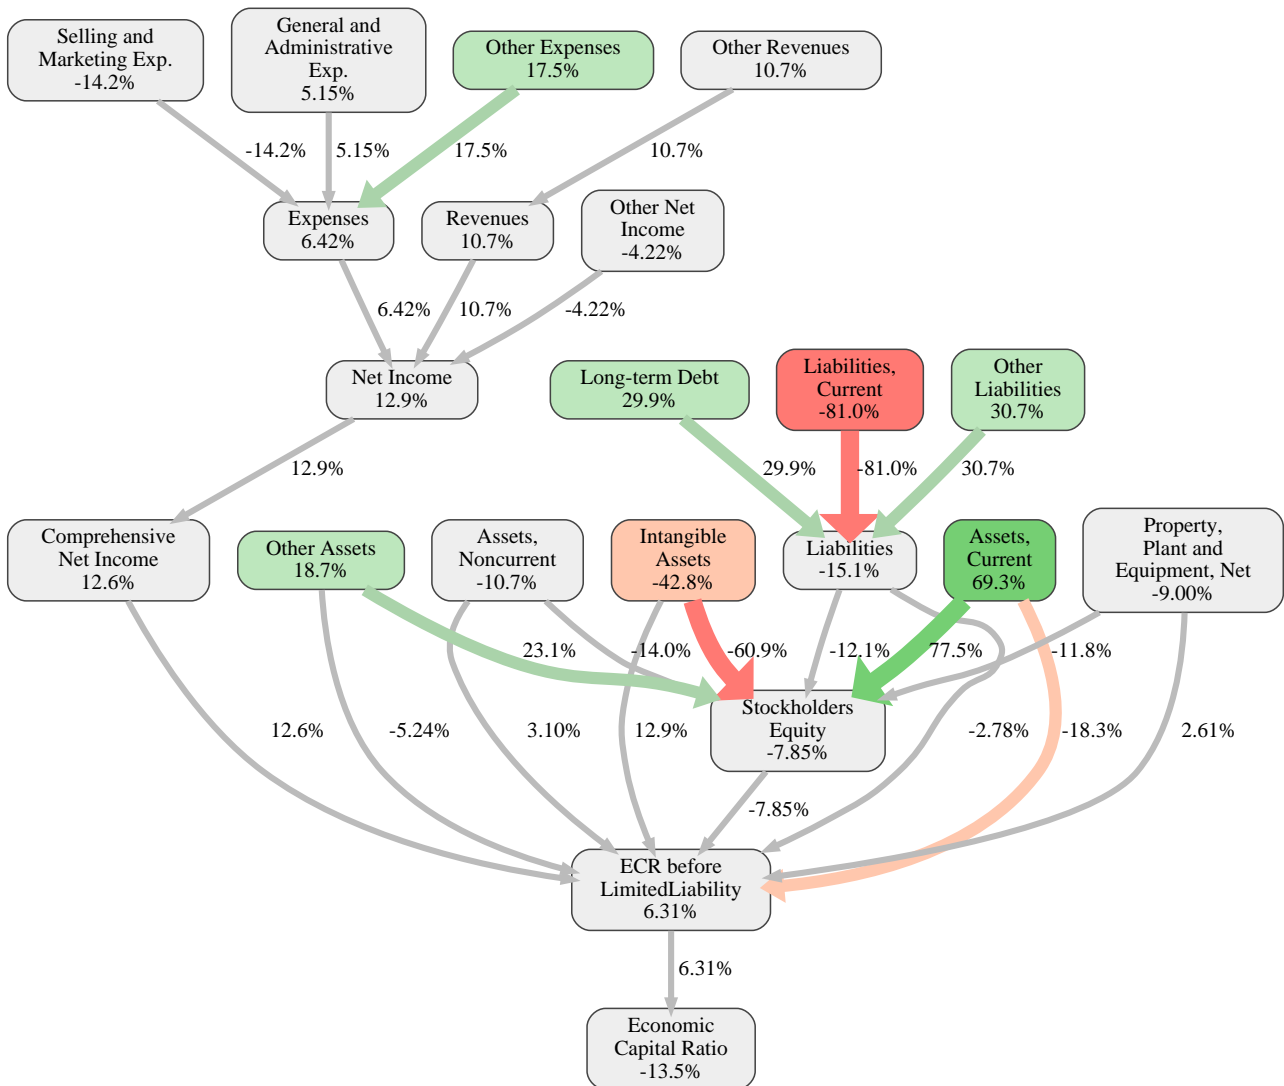 Selling and
Marketing Exp.
-14.2%
General and
Administrative
Exp.
5.15%
Other Expenses
17.5%
Other Revenues
10.7%
-14.2%
5.15%
17.5%
10.7%
Expenses
6.42%
Revenues
10.7%
Other Net
Income
-4.22%
6.42%
10.7%
-4.22%
Net Income
12.9%
Long-term Debt
29.9%
Liabilities,
Current
-81.0%
Other
Liabilities
30.7%
12.9%
29.9%
-81.0%
30.7%
Comprehensive
Net Income
12.6%
Other Assets
18.7%
Assets,
Noncurrent
-10.7%
Intangible
Assets
-42.8%
Liabilities
-15.1%
Assets,
Current
69.3%
Property,
Plant and
Equipment, Net
-9.00%
23.1%
-14.0%
-60.9%
-12.1%
77.5%
-11.8%
Stockholders
Equity
-7.85%
12.6%
-5.24%
3.10%
12.9%
-2.78%
-18.3%
2.61%
-7.85%
ECR before
LimitedLiability
6.31%
6.31%
Economic
Capital Ratio
-13.5%